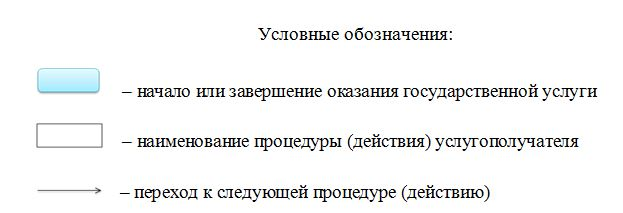 Условные обозначения:
– начало или завершение оказания государственной услуги
– наименование процедуры (действия) услугополучателя
– переход к следующей процедуре (действию)